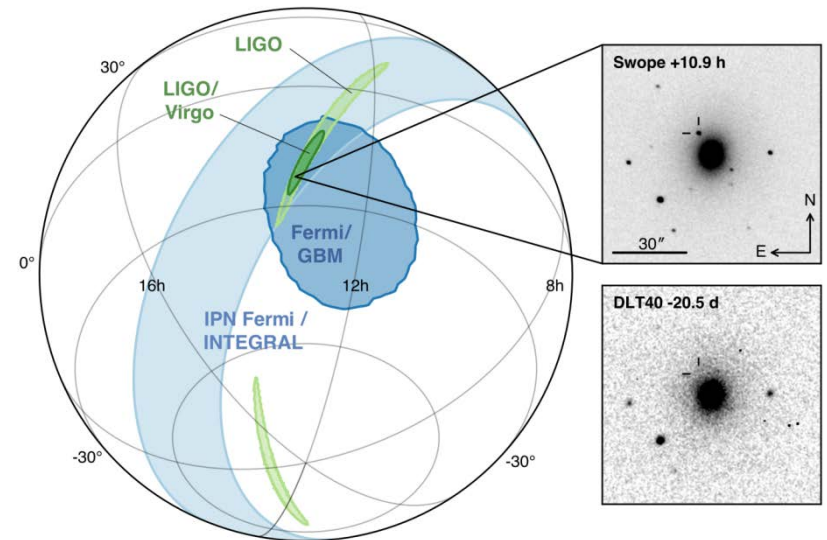 LIGO
30°
LIGO/
Virgo
Swope +10.9 h
N
Fermi/
GBM
30″
E
0°
16h
12h
8h
DLT40 -20.5 d
IPN Fermi /
INTEGRAL
-30°
-30°